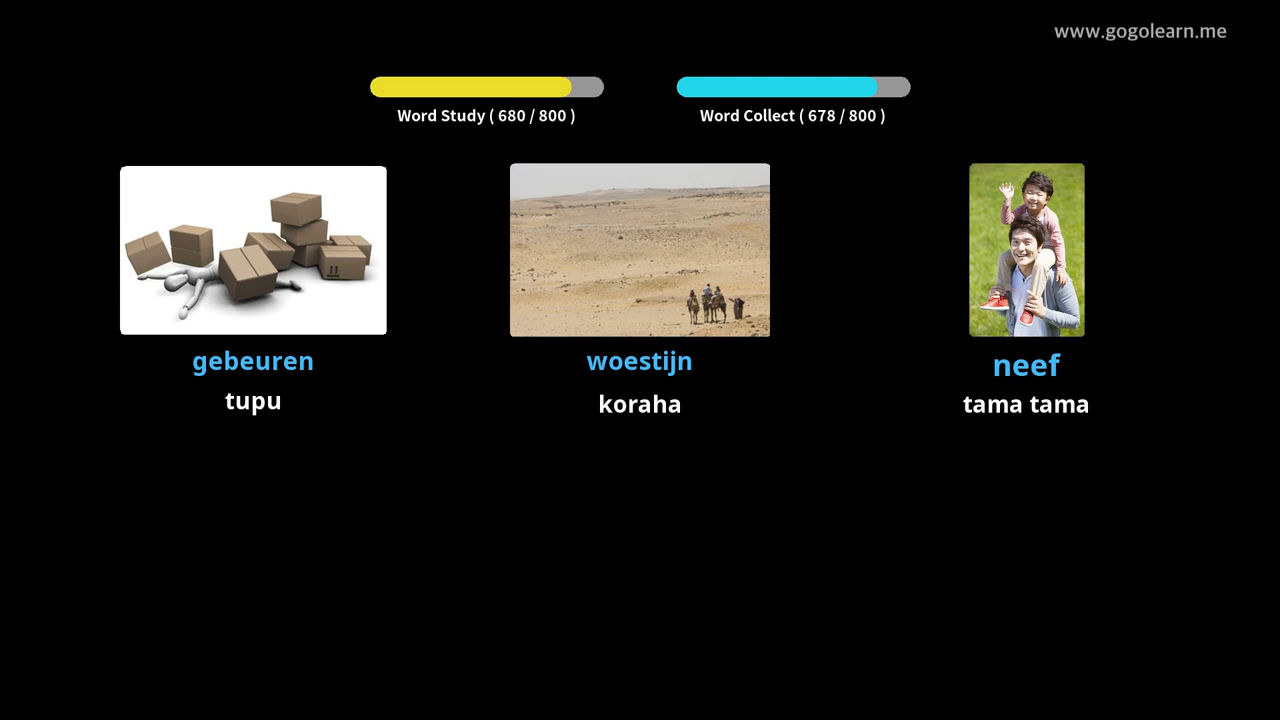 www.gogolearn.me
Word Study ( 680 / 800 )
Word Collect ( 678 / 800 )
gebeuren
tupu
woestijn
koraha
neef
tama tama